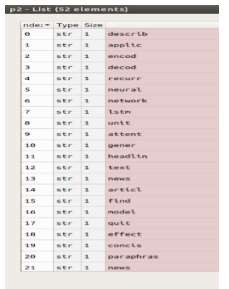 p2 - List (52 elements)
nde: Type Size
0 str 1 describ
1 str 1 applic
2 str 1 encod
3 str 1 decod
4 str 1 recurr
5 str 1 neural
6 str 1 network
7 str 1 lstm
8 str 1 unit
9 str 1 attent
10 str 1 gener
11 str 1 headlin
12 str 1 text
13 str 1 news
14 str 1 articl
15 str 1 find
16 str 1 model
17 str 1 quit
18 str 1 effect
19 str 1 concis
20 str 1 paraphras
21 str 1 news